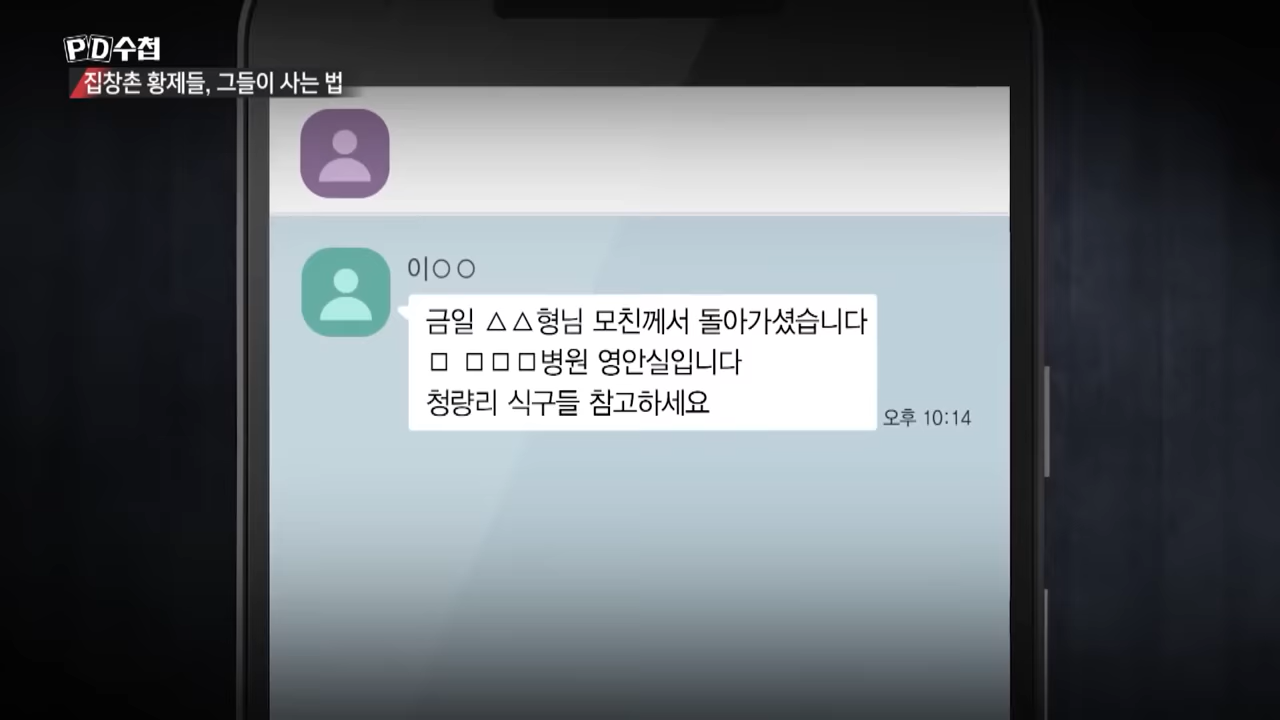 PD수첩
집창촌 황제들, 그들이 사는 법
이○○
금일 △△형님 모친께서 돌아가셨습니다
□ □□□병원 영안실입니다
청량리 식구들 참고하세요
오후 10:14